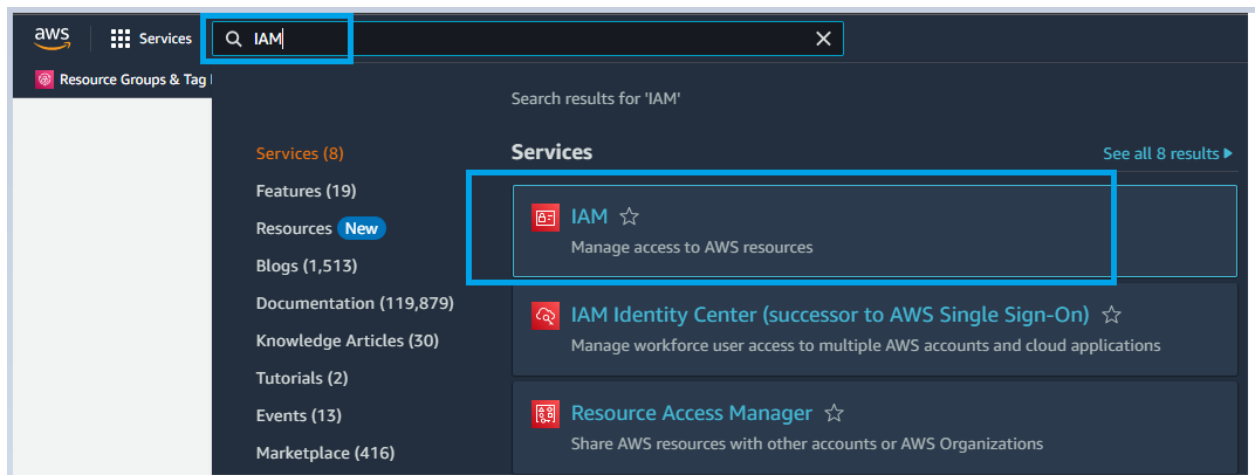 aws
Services
IAM
Resource Groups & Tag
Search results for 'IAM'
Services (8)
Features (19)
Resources New
Blogs (1,513)
Documentation (119,879)
Knowledge Articles (30)
Tutorials (2)
Events (13)
Marketplace (416)
Services
See all 8 results
IAM
Manage access to AWS resources
IAM Identity Center (successor to AWS Single Sign-On)
Manage workforce user access to multiple AWS accounts and cloud applications
Resource Access Manager
Share AWS resources with other accounts or AWS Organizations